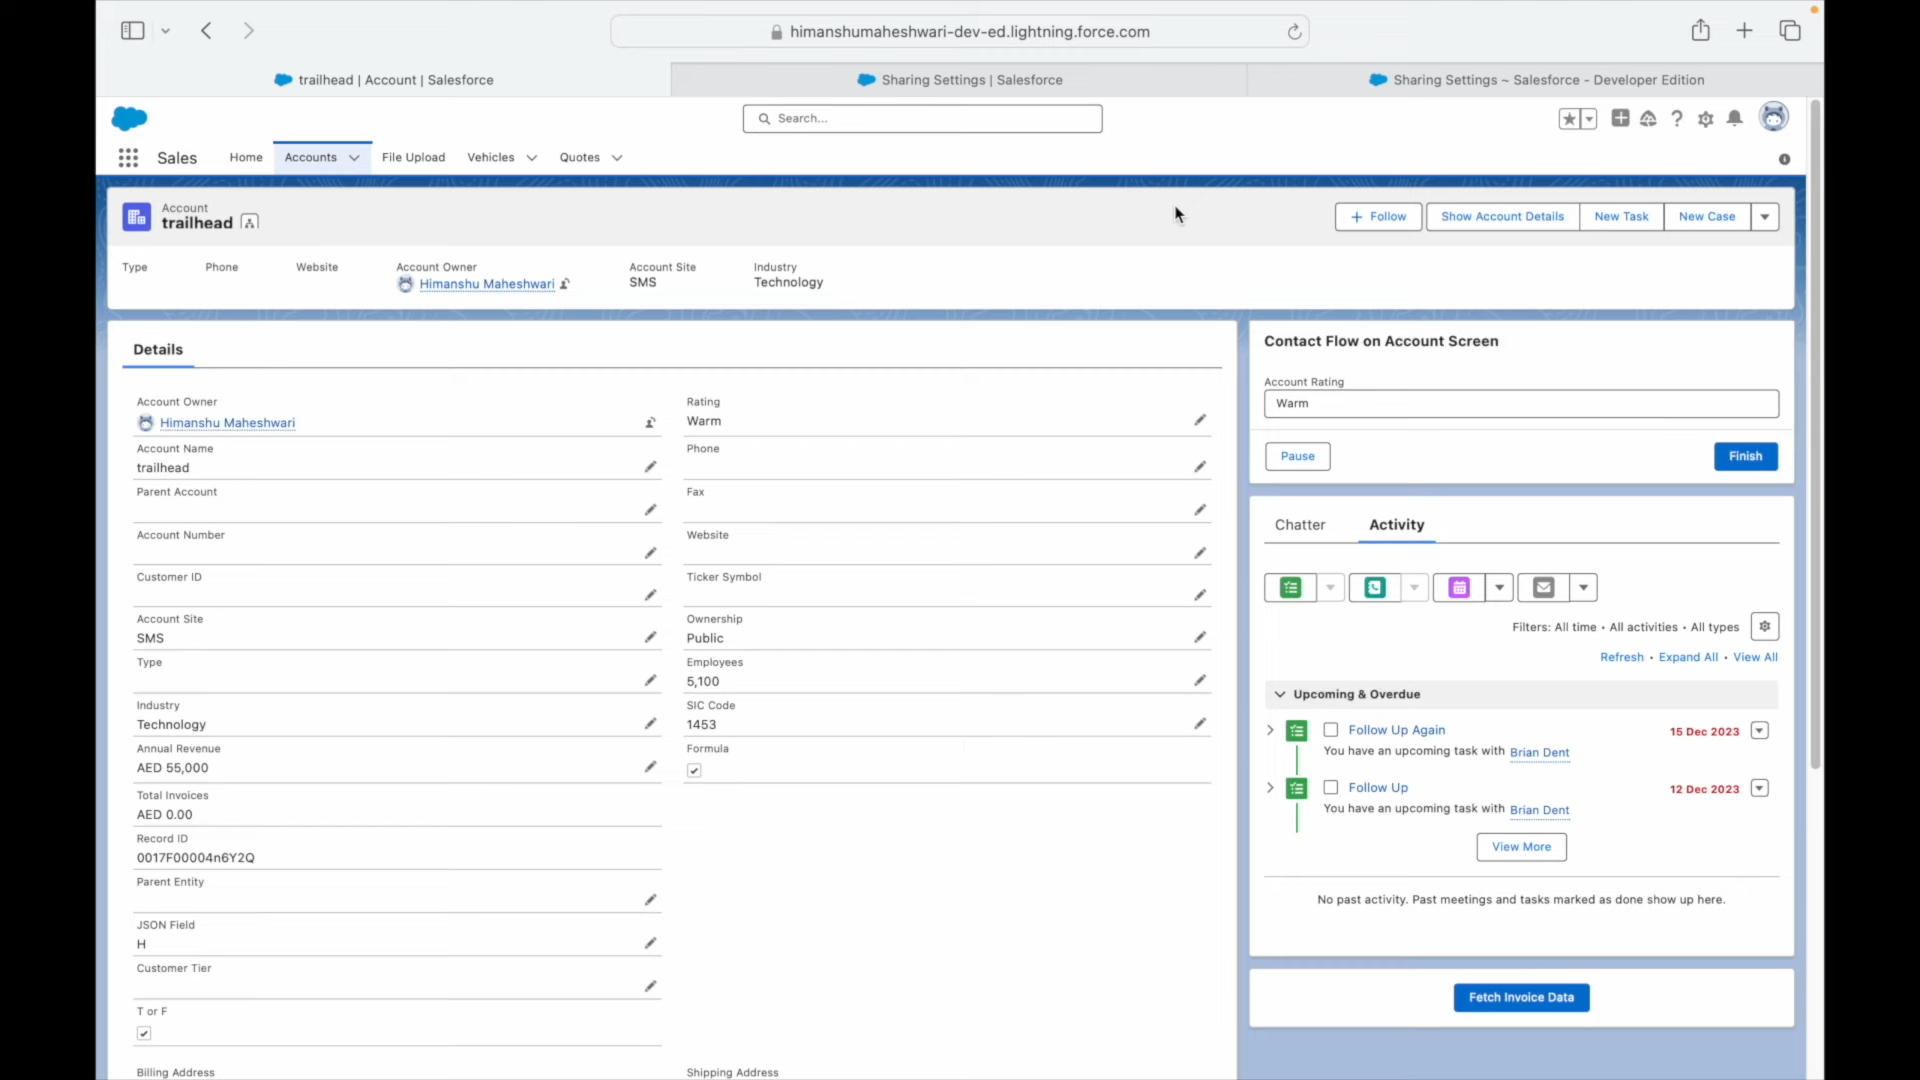 himanshumaheshwari-dev-ed.lightning.force.com
trailhead | Account | Salesforce
Sharing Settings | Salesforce
Sharing Settings ~ Salesforce - Developer Edition
Search...
Sales
Home
Accounts
File Upload
Vehicles
Quotes
Account
trailhead
Follow
Show Account Details
New Task
New Case
Type
Phone
Website
Account Owner
Himanshu Maheshwari
Account Site
SMS
Industry
Technology
Details
Account Owner
Himanshu Maheshwari
Account Name
trailhead
Parent Account
Account Number
Customer ID
Account Site
SMS
Type
Industry
Technology
Annual Revenue
AED 55,000
Total Invoices
AED 0.00
Record ID
0017F00004n6Y2Q
Parent Entity
JSON Field
H
Customer Tier
T or F
Billing Address
Rating
Warm
Phone
Fax
Website
Ticker Symbol
Ownership
Public
Employees
5,100
SIC Code
1453
Formula
Shipping Address
Contact Flow on Account Screen
Account Rating
Warm
Pause
Finish
Chatter
Activity
Filters: All time • All activities • All types
Refresh • Expand All • View All
Upcoming & Overdue
Follow Up Again
15 Dec 2023
You have an upcoming task with Brian Dent
Follow Up
12 Dec 2023
You have an upcoming task with Brian Dent
View More
No past activity. Past meetings and tasks marked as done show up here.
Fetch Invoice Data